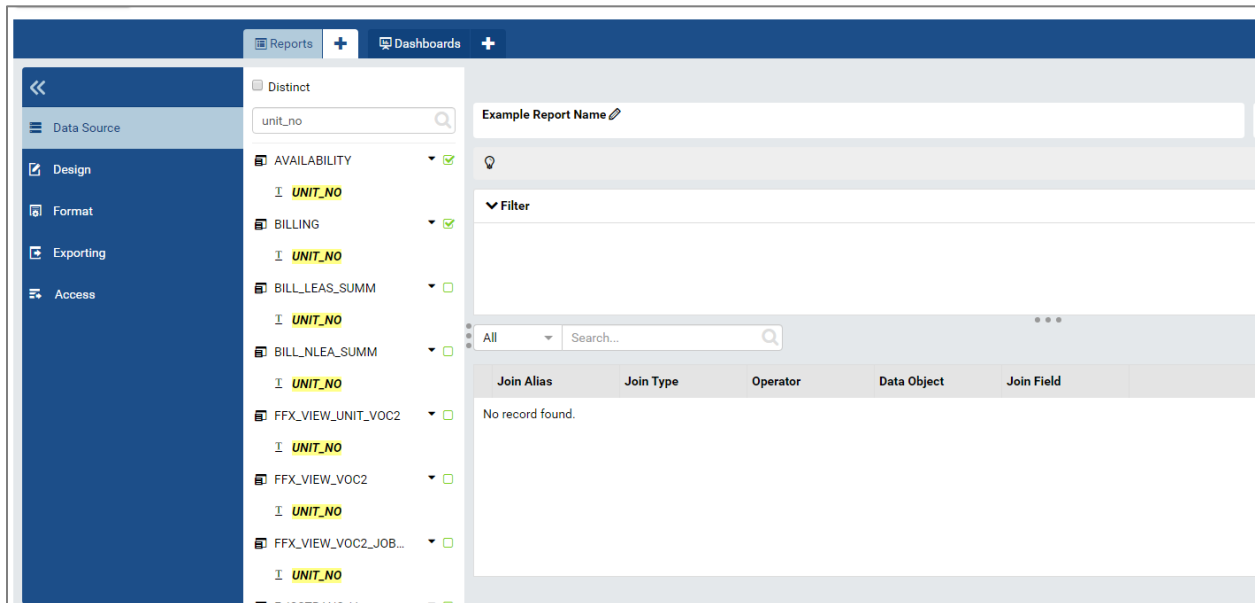 Reports
Dashboards
Distinct
unit_no
Data Source
Design
Format
Exporting
Access
AVAILABILITY
T UNIT_NO
BILLING
T UNIT_NO
BILL_LEAS_SUMM
T UNIT_NO
BILL_NLEA_SUMM
T UNIT_NO
FFX_VIEW_UNIT_VOC2
T UNIT_NO
FFX_VIEW_VOC2
T UNIT_NO
FFX_VIEW_VOC2_JOB...
T UNIT_NO
Example Report Name
Filter
All Search...
Join Alias Join Type Operator Data Object Join Field
No record found.